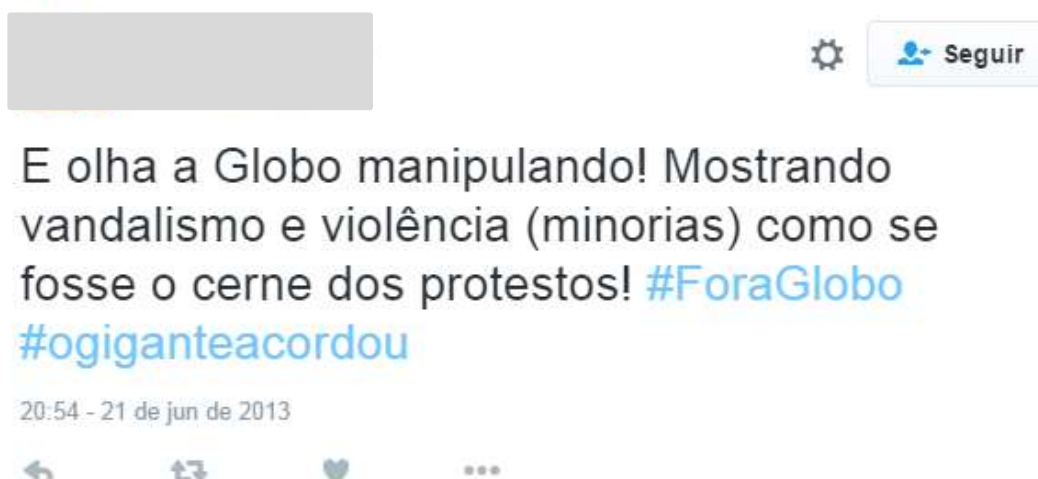 Seguir
E olha a Globo manipulando! Mostrando
vandalismo e violência (minorias) como se
fosse o cerne dos protestos! #ForaGlobo
#ogiganteacordou
20:54 - 21 de jun de 2013